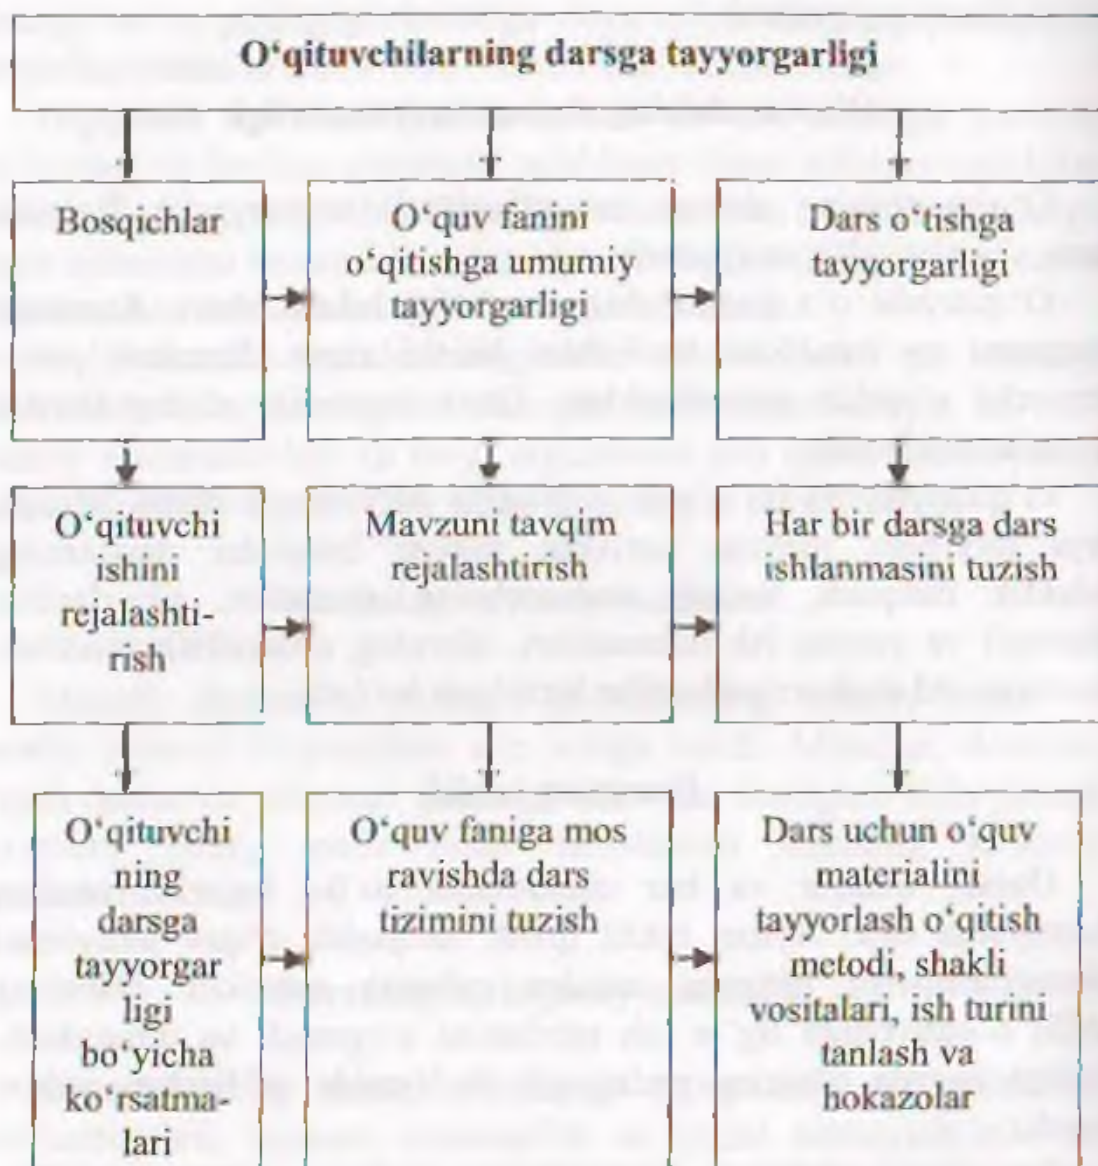 O‘qituvchilarning darsga tayyorgarligi
Bosqichlar
O‘quv fanini
o‘qitishga umumiy
tayyorgarligi
Dars o‘tishga
tayyorgarligi
O‘qituvchi
ishini
rejalashti-
rish
Mavzuni tavqim
rejalashtirish
Har bir darsga dars
ishlanmasini tuzish
O‘qituvchi
ning
darsga
tayyorgar
ligi
bo‘yicha
ko‘rsatma-
lari
O‘quv faniga mos
ravishda dars
tizimini tuzish
Dars uchun o‘quv
materialini
tayyorlash o‘qitish
metodi, shakli
vositalari, ish turini
tanlash va
hokazolar